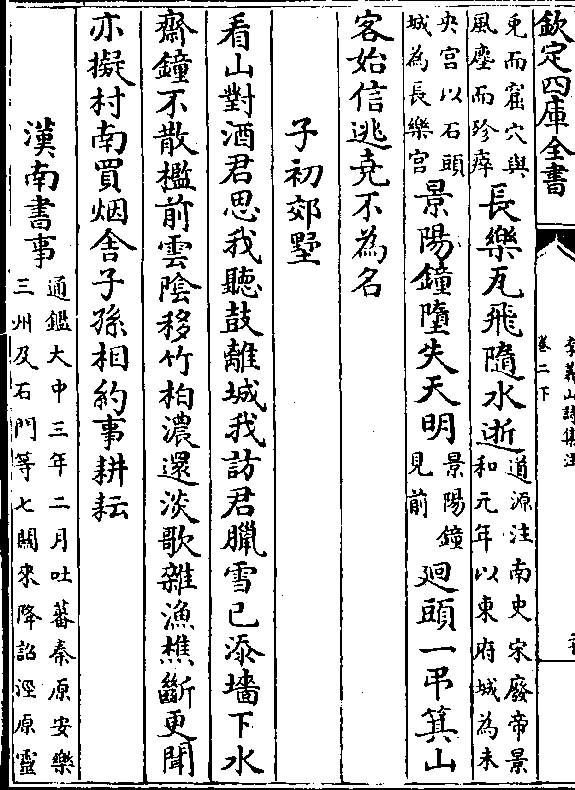 欽定四庫全書
李義山詩集注
卷二下
兎而窟穴與
風塵而殄瘁
長樂瓦飛隨水逝
道源注南史宋廢帝景
和元年以東府城為未
央宫以石頭
城為長樂宫
景陽鐘墮失天明
景陽鐘
見前
廻頭一弔箕山
客始信逃堯不為名
子初郊墅
看山對酒君思我聽鼓離城我訪君臘雪已添墻下水
齋鐘不散檻前雲陰移竹柏濃還淡歌雜漁樵斷更聞
亦擬村南買烟舍子孫相約事耕耘
漢南書事
通鑑大中三年二月吐蕃秦原安樂
三州及石門等七關來降詔涇原靈